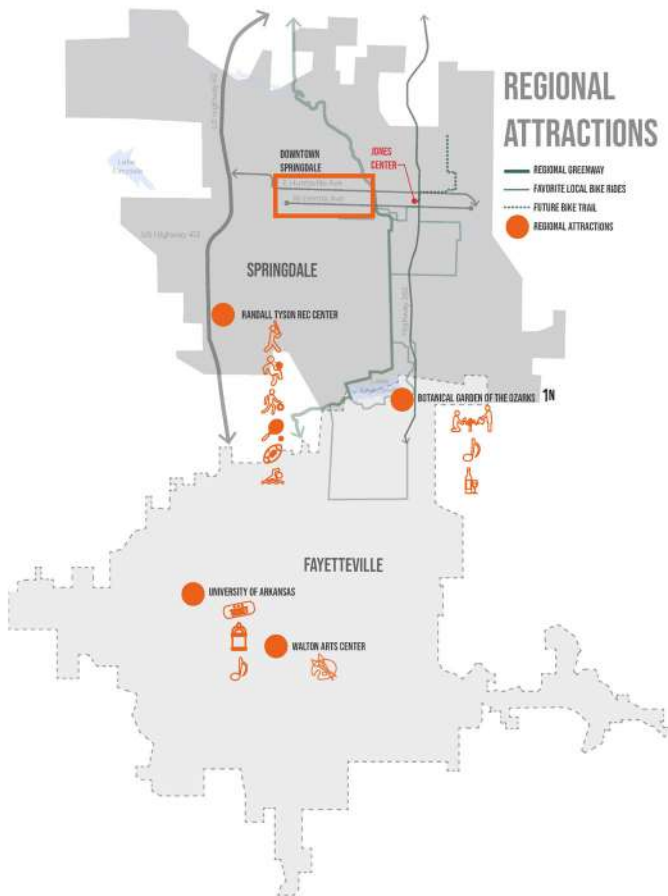 REGIONAL
ATTRACTIONS
REGIONAL GREENWAY
FAVORITE LOCAL BIKE RIDES
FUTURE BIKE TRAIL
REGIONAL ATTRACTIONS
DOWNTOWN
SPRINGDALE
JONES
CENTER
SPRINGDALE
RANDALL TYSON REC CENTER
BOTANICAL GARDEN OF THE OZARKS 1N
FAYETTEVILLE
UNIVERSITY OF ARKANSAS
WALTON ARTS CENTER